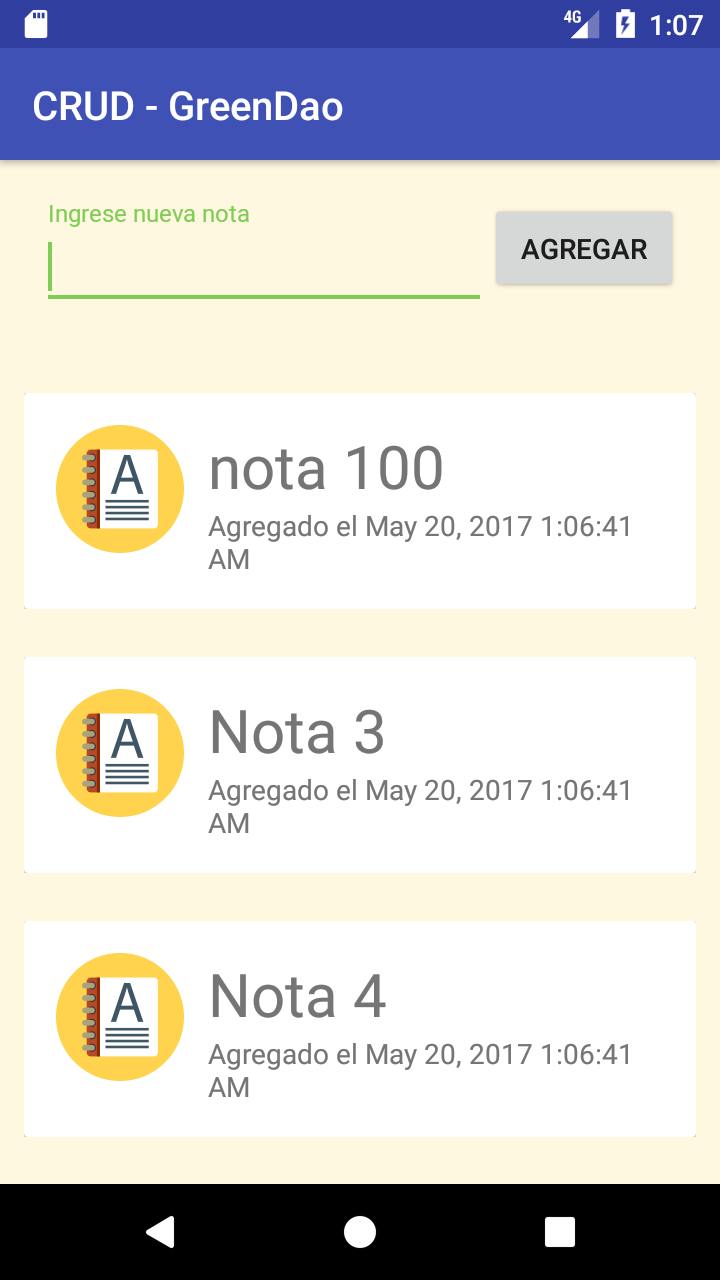 4G 1:07
CRUD - GreenDao
Ingrese nueva nota
AGREGAR
A
nota 100
Agregado el May 20, 2017 1:06:41
AM
A
Nota 3
Agregado el May 20, 2017 1:06:41
AM
A
Nota 4
Agregado el May 20, 2017 1:06:41
AM